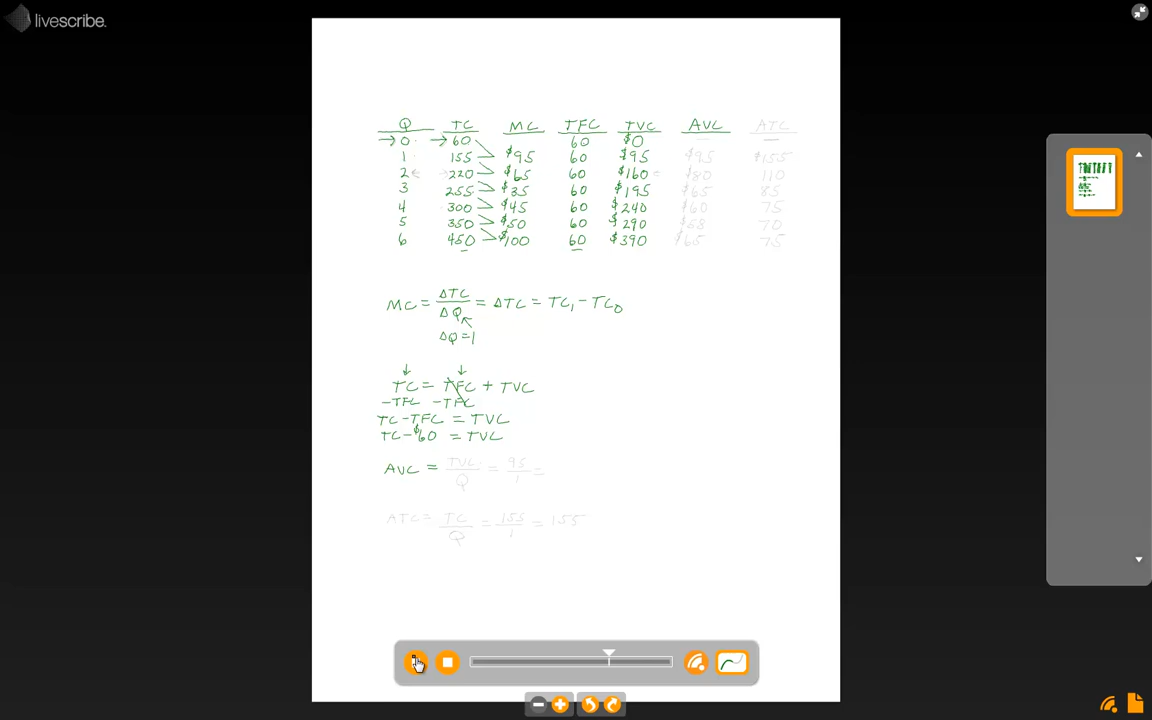 livescribe.
Q TC MC TFC TVC AVC ATC
→0 →60 60 $0 — —
1 155 $95 60 $95 $95 $155
2 220 $65 60 $160 = $80 110
3 255 $35 60 $195 $65 85
4 300 $45 60 $240 $60 75
5 350 $50 60 $290 $58 70
6 450 $100 60 $390 $65 75
MC = ΔTC/ΔQ = ΔTC = TC₁ - TC₀
ΔQ=1
TC = TFC + TVC
-TFC -TFC
TC-TFC = TVC
TC-$60 = TVC
AVC = TVC/Q = 95/1 =
ATC= TC/Q = 155/1 = 155